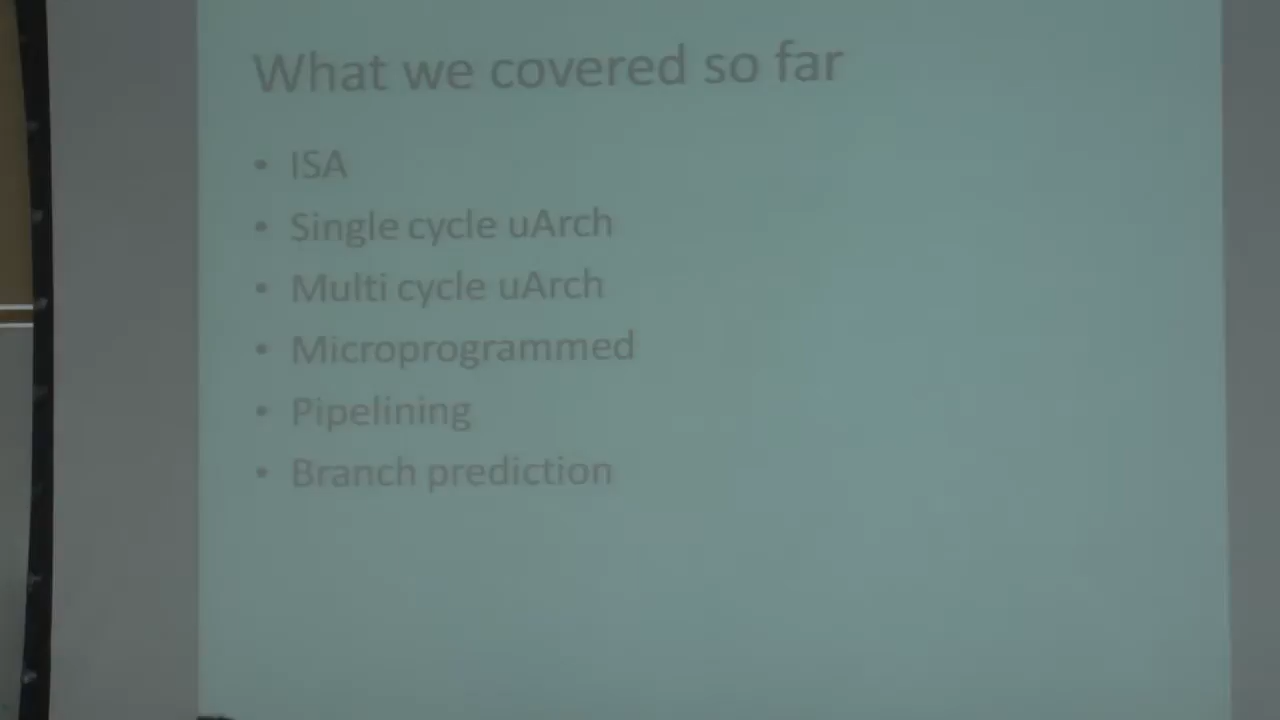 What we covered so far
• ISA
• Single cycle uArch
• Multi cycle uArch
• Microprogrammed
• Pipelining
• Branch prediction